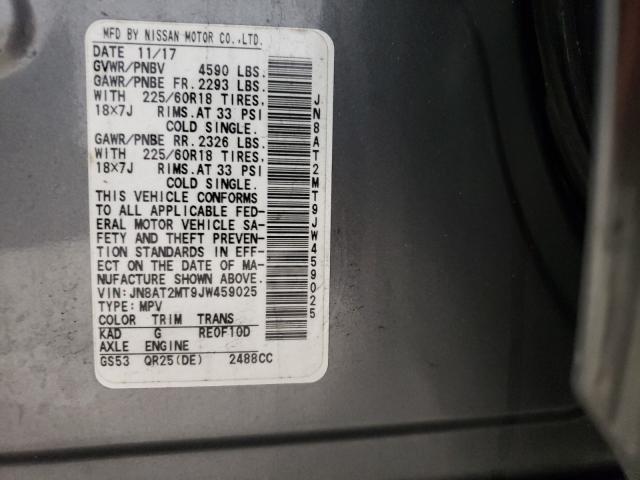 MFD BY NISSAN MOTOR CO.,LTD.
DATE 11/17
GVWR/PNBV 4590 LBS.
GAWR/PNBE FR.2293 LBS.
WITH 225/60R18 TIRES,
18×7J RIMS.AT 33 PSI
COLD SINGLE.
GAWR/PNBE RR.2326 LBS.
WITH 225/60R18 TIRES,
18×7J RIMS.AT 33 PSI
COLD SINGLE.
THIS VEHICLE CONFORMS
TO ALL APPLICABLE FED-
ERAL MOTOR VEHICLE SA-
FETY AND THEFT PREVEN-
TION STANDARDS IN EFF-
ECT ON THE DATE OF MA-
NUFACTURE SHOWN ABOVE.
VIN:JN8AT2MT9JW459025
TYPE:MPV
COLOR TRIM TRANS
KAD G RE0F10D
AXLE ENGINE
GS53 QR25(DE) 2488CC
JN8AT2MT9JW459025